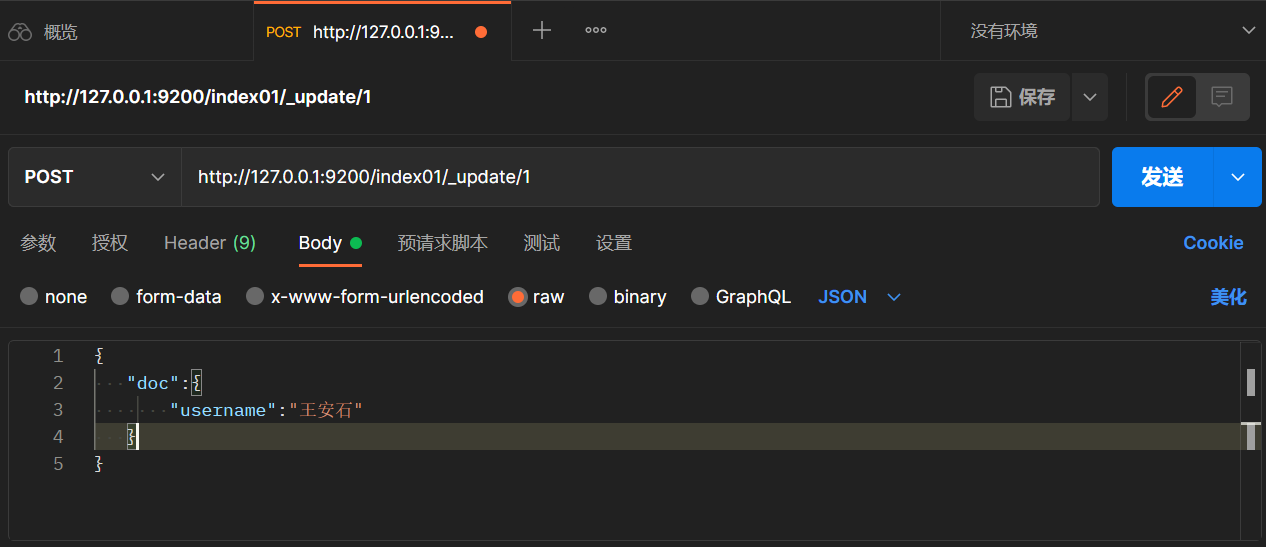 概览
POST http://127.0.0.1:9...
没有环境
http://127.0.0.1:9200/index01/_update/1
保存
POST
http://127.0.0.1:9200/index01/_update/1
发送
参数 授权 Header (9) Body 预请求脚本 测试 设置 Cookie
none form-data x-www-form-urlencoded raw binary GraphQL JSON 美化
1 {
2 "doc":{
3 "username":"王安石"
4 }
5 }